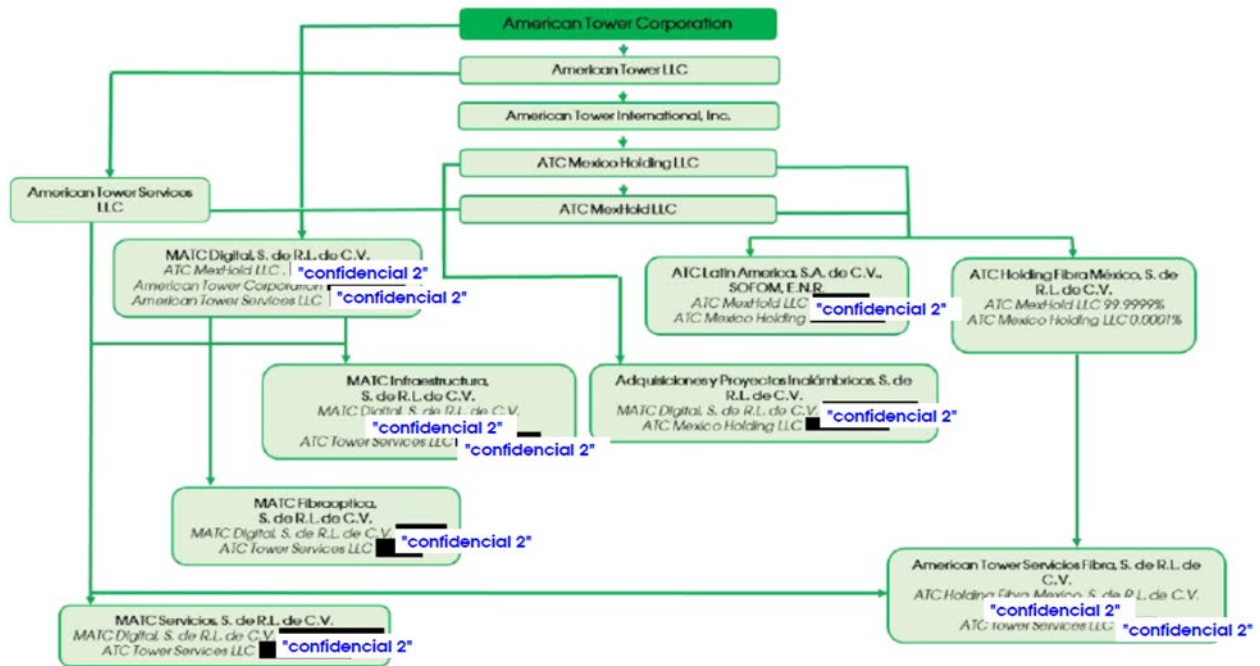 American Tower Corporation
American Tower LLC
American Tower International, Inc.
ATC Mexico Holding LLC
American Tower Services
LLC
ATC MexHold LLC
MATC Digital, S. de R.L. de C.V.
ATC MexHold LLC . "confidencial 2"
American Tower Corporation
American Tower Services LLC "confidencial 2"
ATC Latin America, S.A. de C.V.,
SOFOM, E.N.R.
ATC MexHold LLC
ATC Mexico Holding "confidencial 2"
ATC Holding Fibra México, S. de
R.L. de C.V.
ATC MexHold LLC 99.9999%
ATC Mexico Holding LLC 0.0001%
MATC Infraestructura,
S. de R.L. de C.V.
MATC Digital, S. de R.L. de C.V.
"confidencial 2"
ATC Tower Services LLC "confidencial 2"
Adquisiciones y Proyectos Inalámbricos, S. de
R.L. de C.V.
MATC Digital, S. de R.L. de C.V. "confidencial 2"
ATC Mexico Holding LLC
MATC Fibraoptica,
S. de R.L. de C.V.
MATC Digital, S. de R.L. de C.V. "confidencial 2"
ATC Tower Services LLC
American Tower Servicios Fibra, S. de R.L. de
C.V.
ATC Holding Fibra Mexico, S. de R.L. de C.V.
"confidencial 2"
ATC Tower Services LLC "confidencial 2"
MATC Servicios, S. de R.L. de C.V.
MATC Digital, S. de R.L. de C.V. "confidencial 2"
ATC Tower Services LLC